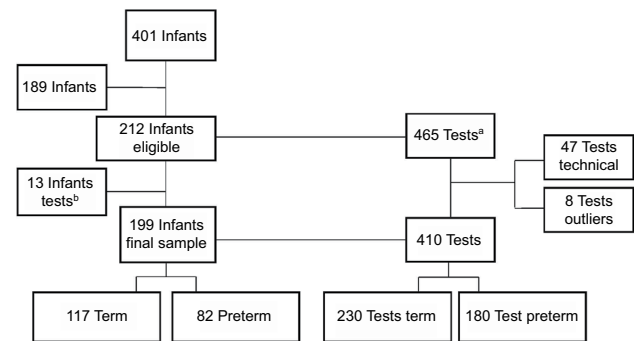 401 Infants
189 Infants
212 Infants
eligible
465 Testsª
47 Tests
technical
13 Infants
testsᵇ
8 Tests
outliers
199 Infants
final sample
410 Tests
117 Term
82 Preterm
230 Tests term
180 Test preterm